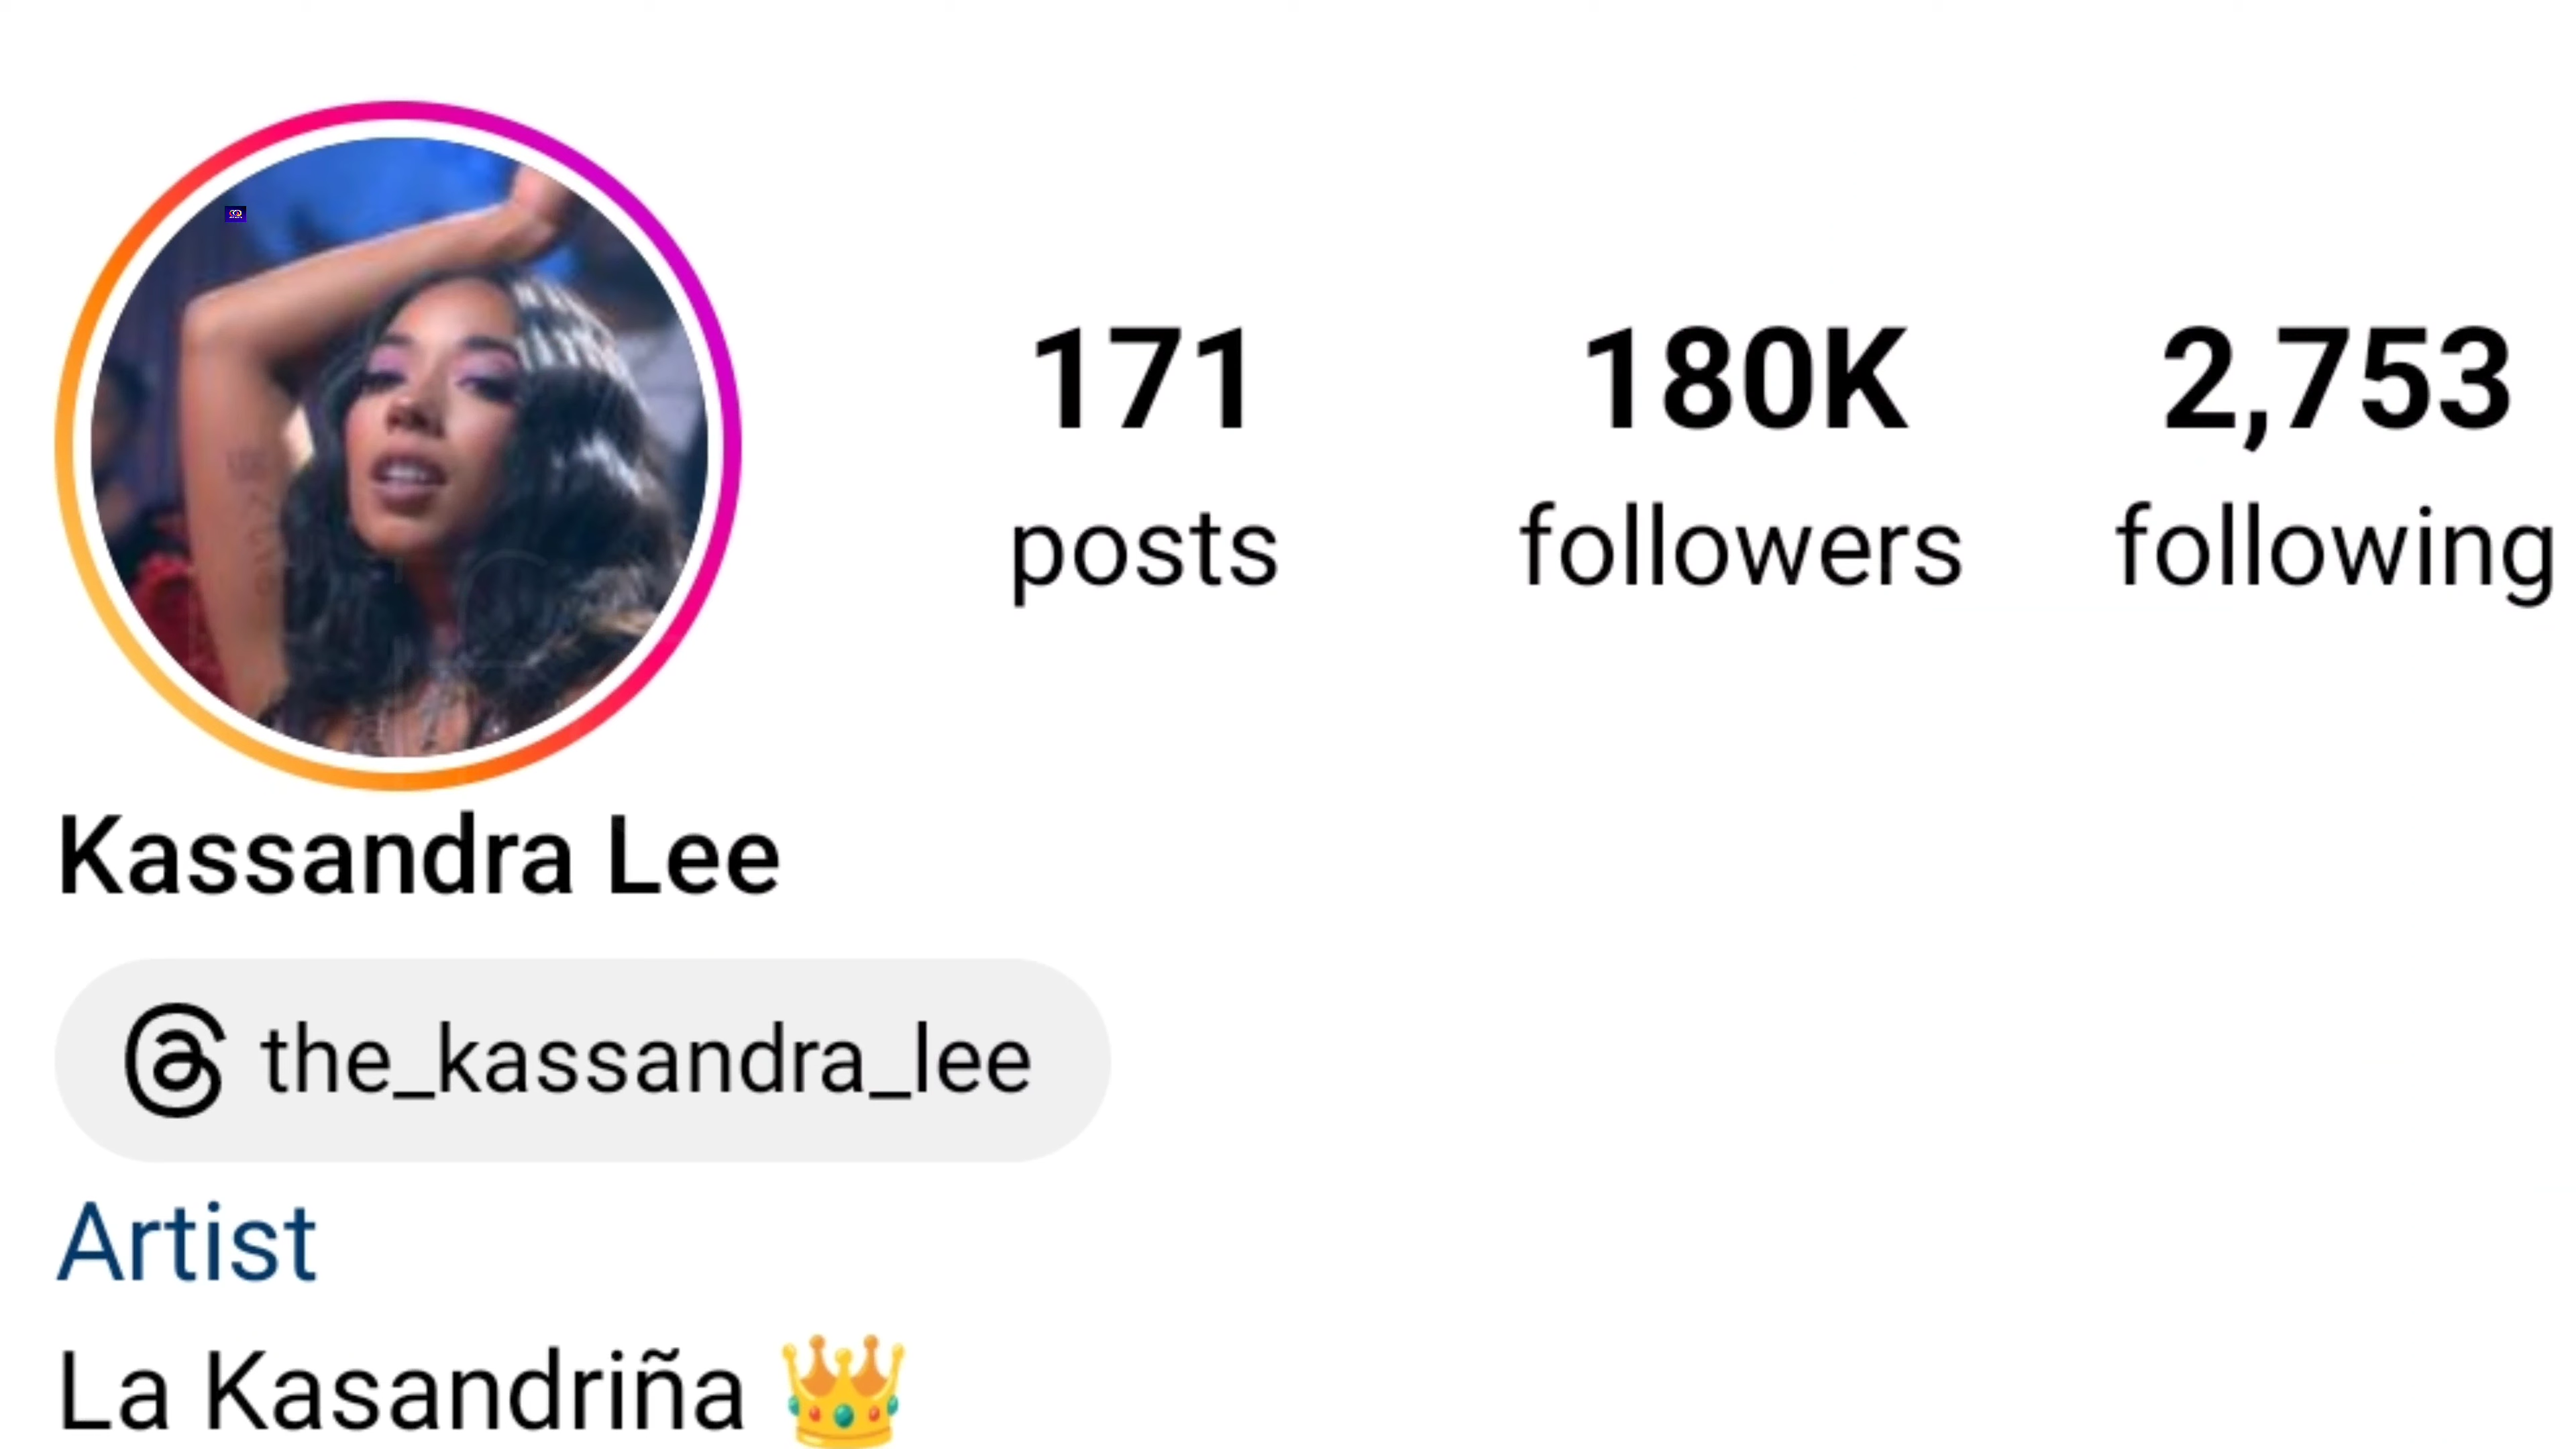 171 180K 2,753
posts followers following
Kassandra Lee
the_kassandra_lee
Artist
La Kasandriña 👑